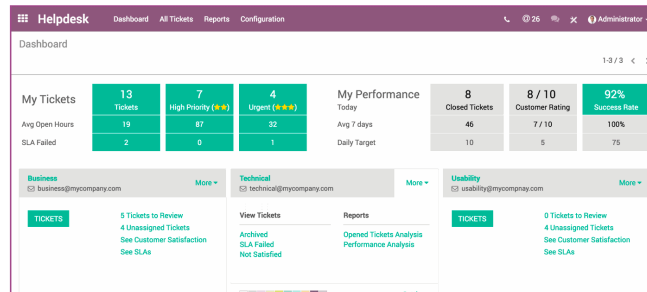 Helpdesk Dashboard All Tickets Reports Configuration @ 26 Administrator
Dashboard
1-3 / 3
My Tickets 13 7 4 My Performance 8 8 / 10 92%
Tickets High Priority (★★) Urgent (★★★) Today Closed Tickets Customer Rating Success Rate
Avg Open Hours 19 87 32 Avg 7 days 46 7 / 10 100%
SLA Failed 2 0 1 Daily Target 10 5 75
Business More Technical More Usability More
business@mycompany.com technical@mycompany.com usability@mycompnay.com
TICKETS 5 Tickets to Review View Tickets Reports TICKETS 0 Tickets to Review
4 Unassigned Tickets 4 Unassigned Tickets
See Customer Satisfaction Archived Opened Tickets Analysis See Customer Satisfaction
See SLAs SLA Failed Performance Analysis See SLAs
Not Satisfied